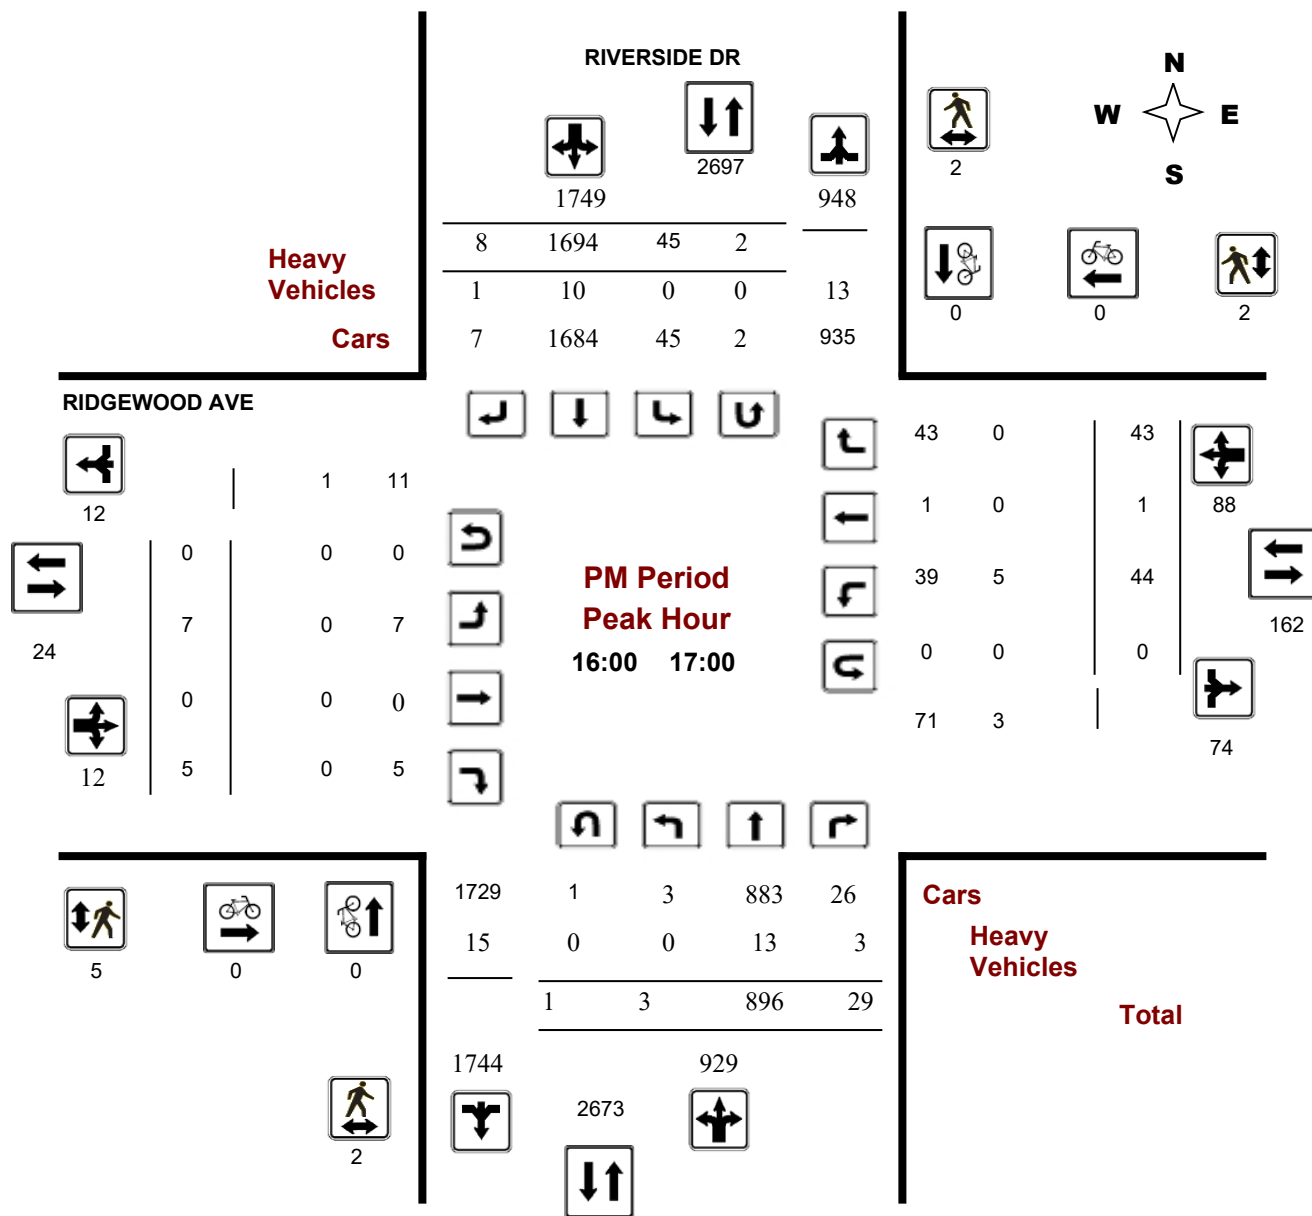 RIVERSIDE DR
N
W E
S
2697
2
1749 948
8 1694 45 2
Heavy
Vehicles
1 10 0 0 13
0 0 2
Cars
7 1684 45 2 935
RIDGEWOOD AVE
43 0 43
1 11
12
1 0 1 88
0 0 0
PM Period
39 5 44
Peak Hour
7 0 7
162
24
16:00 17:00
0 0 0
0 0 0
71 3
74
12 5 0 5
1729 1 3 883 26
Cars
15 0 0 13 3
Heavy
Vehicles
5 0 0
1 3 896 29
Total
1744 929
2673
2